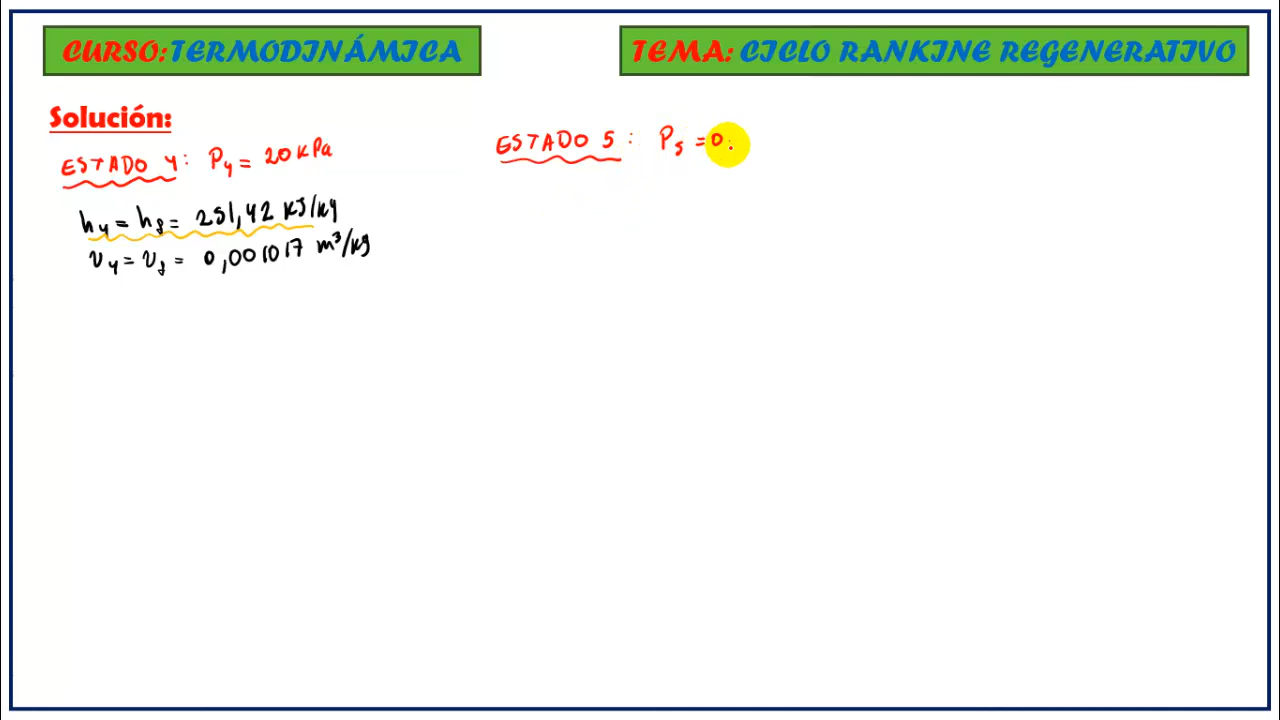 CURSO: TERMODINÁMICA
TEMA: CICLO RANKINE REGENERATIVO
Solución:
ESTADO 4: P4 = 20 kPa
h4 = hf = 251,42 kJ/kg
v4 = vf = 0,001017 m³/kg
ESTADO 5: P5 = 0,